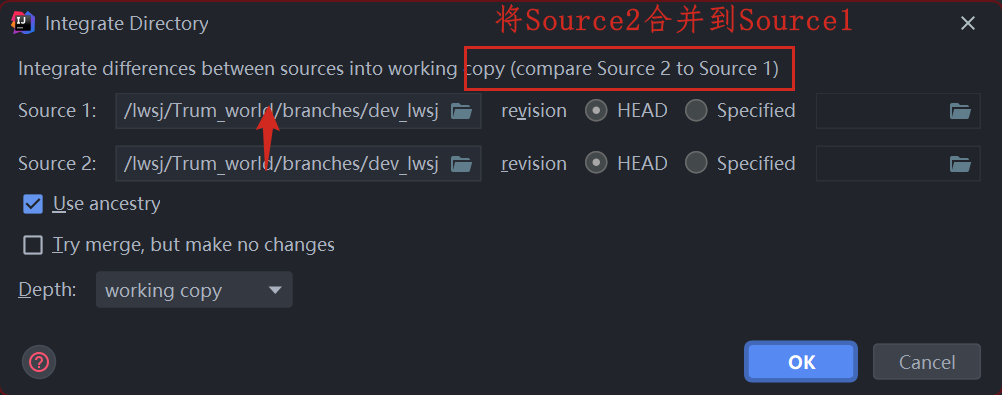 Integrate Directory
将Source2合并到Source1
Integrate differences between sources into working copy (compare Source 2 to Source 1)
Source 1: /lwsj/Trum_world/branches/dev_lwsj revision HEAD Specified
Source 2: /lwsj/Trum_world/branches/dev_lwsj revision HEAD Specified
Use ancestry
Try merge, but make no changes
Depth: working copy
? OK Cancel